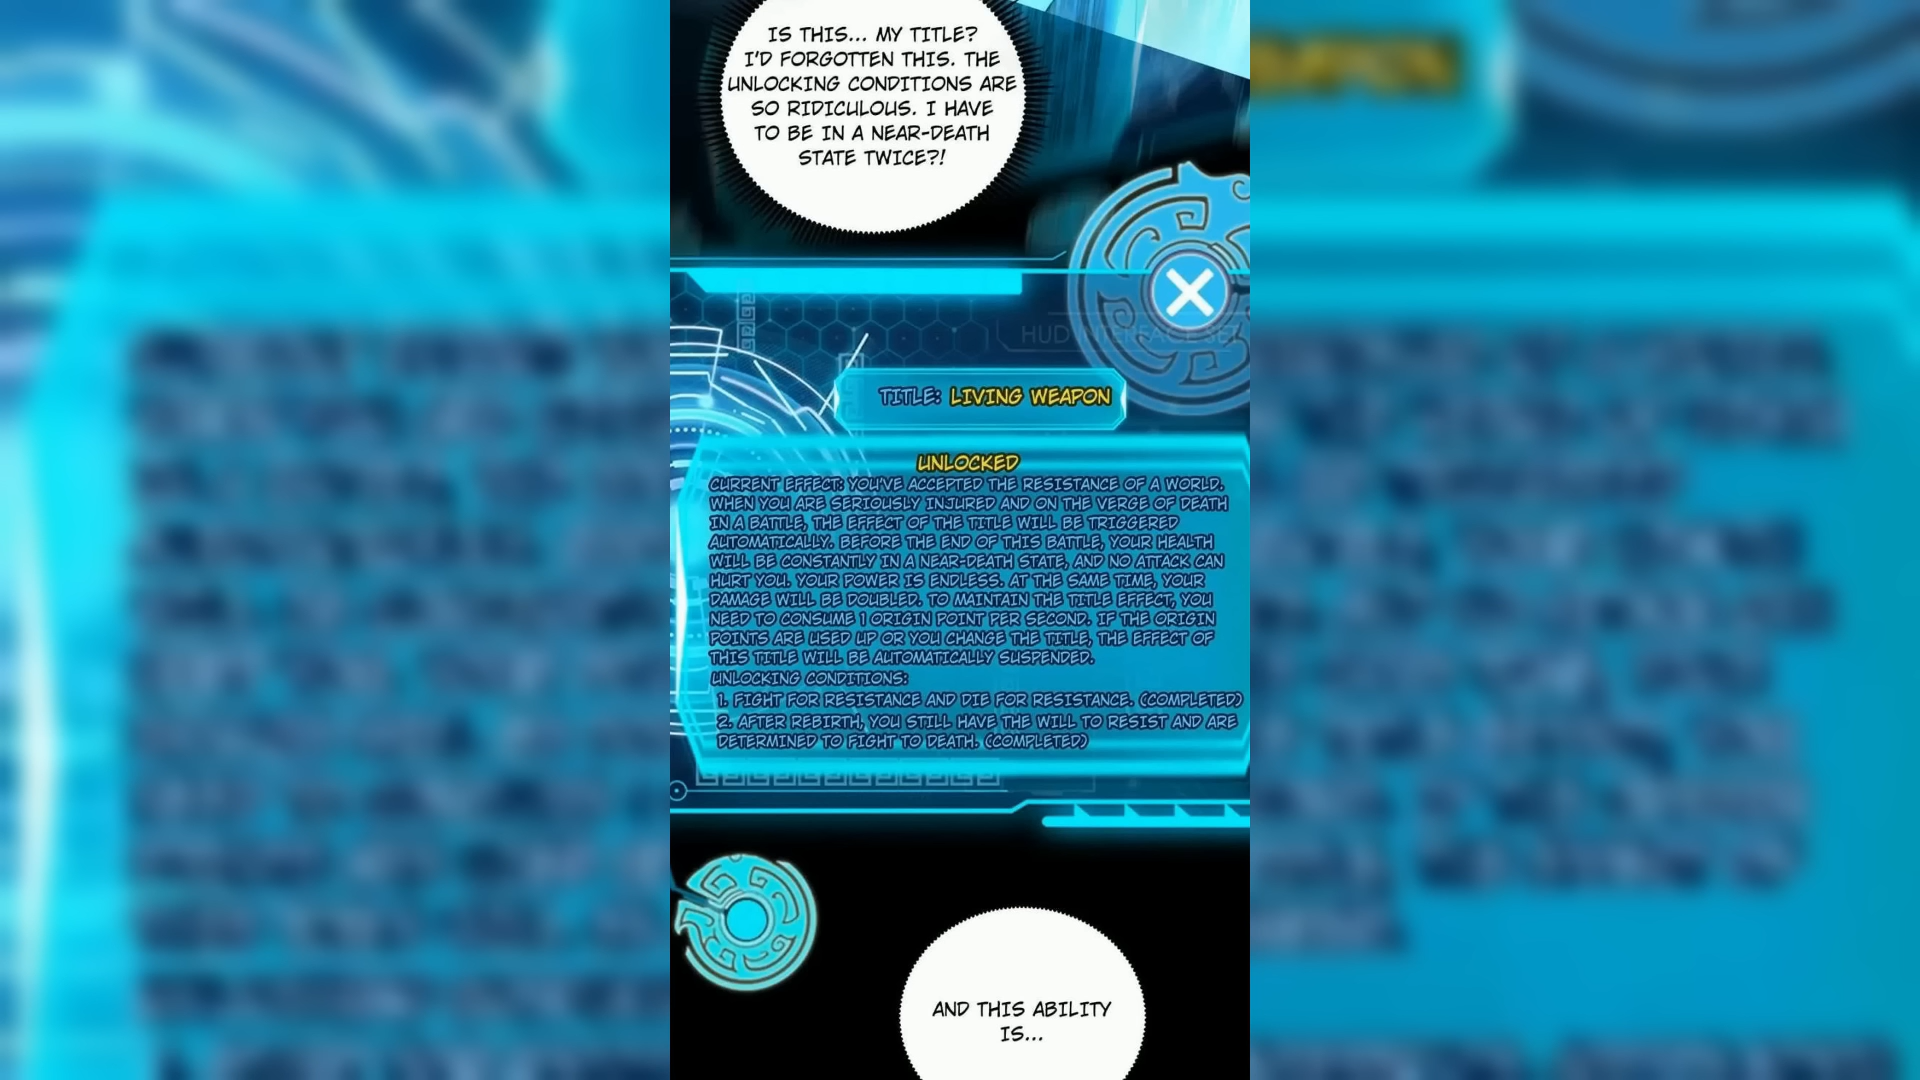 IS THIS... MY TITLE?
I'D FORGOTTEN THIS. THE
UNLOCKING CONDITIONS ARE
SO RIDICULOUS. I HAVE
TO BE IN A NEAR-DEATH
STATE TWICE?!
HUD INTERFACE SE
TITLE: LIVING WEAPON
UNLOCKED
CURRENT EFFECT: YOU'VE ACCEPTED THE RESISTANCE OF A WORLD.
WHEN YOU ARE SERIOUSLY INJURED AND ON THE VERGE OF DEATH
IN A BATTLE, THE EFFECT OF THE TITLE WILL BE TRIGGERED
AUTOMATICALLY. BEFORE THE END OF THIS BATTLE, YOUR HEALTH
WILL BE CONSTANTLY IN A NEAR-DEATH STATE, AND NO ATTACK CAN
HURT YOU. YOUR POWER IS ENDLESS. AT THE SAME TIME, YOUR
DAMAGE WILL BE DOUBLED. TO MAINTAIN THE TITLE EFFECT, YOU
NEED TO CONSUME 1 ORIGIN POINT PER SECOND. IF THE ORIGIN
POINTS ARE USED UP OR YOU CHANGE THE TITLE, THE EFFECT OF
THIS TITLE WILL BE AUTOMATICALLY SUSPENDED.
UNLOCKING CONDITIONS:
1. FIGHT FOR RESISTANCE AND DIE FOR RESISTANCE. (COMPLETED)
2. AFTER REBIRTH, YOU STILL HAVE THE WILL TO RESIST AND ARE
DETERMINED TO FIGHT TO DEATH. (COMPLETED)
AND THIS ABILITY
IS...